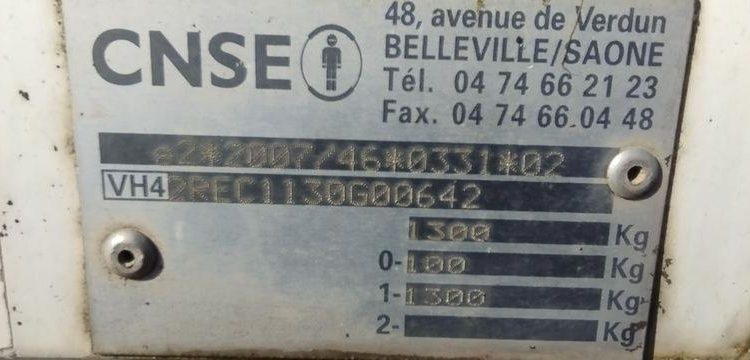 CNSE
48, avenue de Verdun
BELLEVILLE/SAONE
Tél. 04 74 66 21 23
Fax. 04 74 66 04 48
e2*2007/46*0331*02
VH4 2REC1130G00642
1300 Kg
0- 100 Kg
1- 1300 Kg
2- Kg